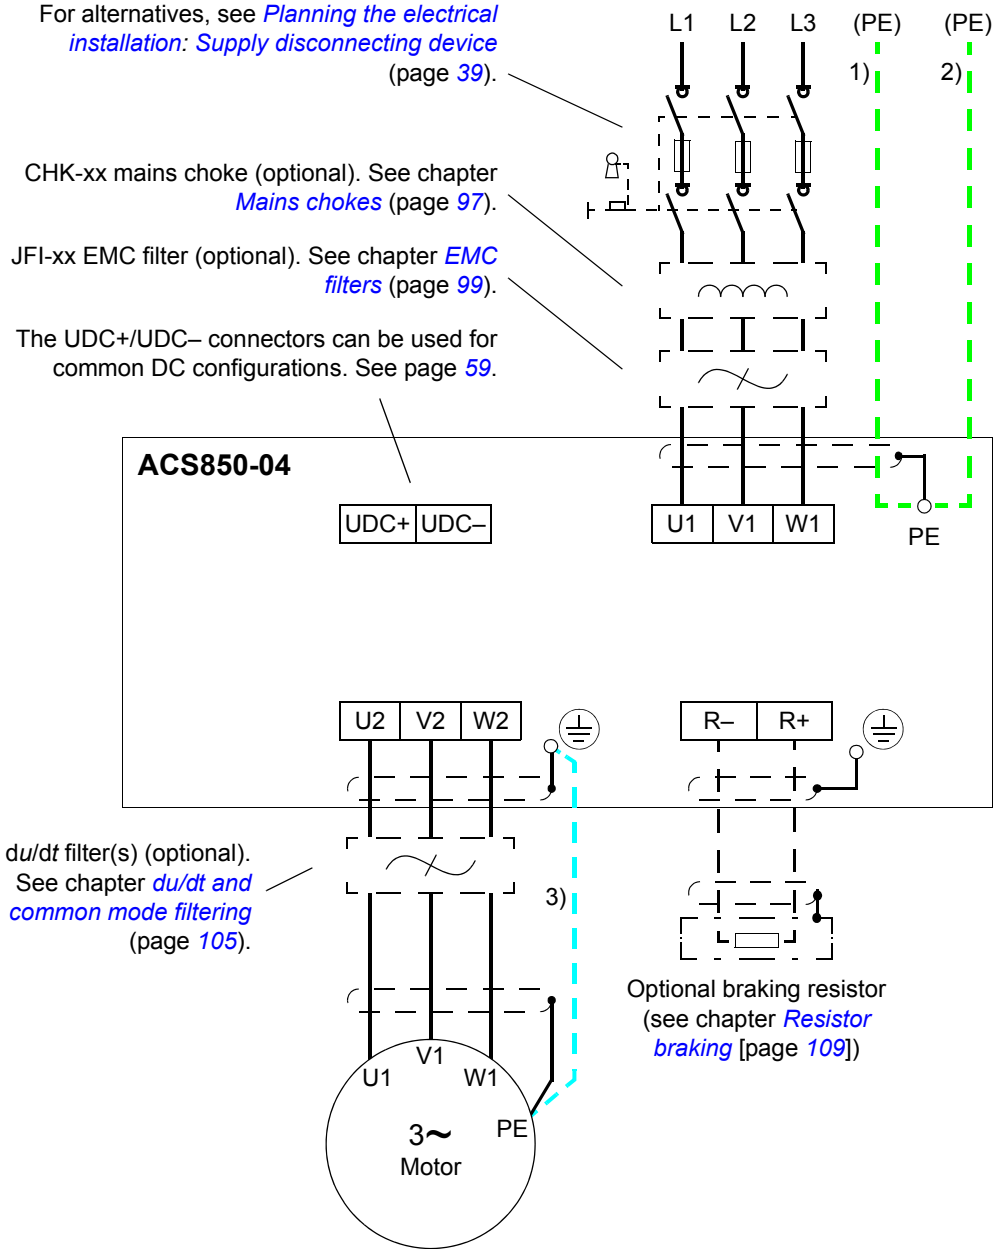 For alternatives, see Planning the electrical
installation: Supply disconnecting device
(page 39).
L1 L2 L3 (PE) (PE)
1) 2)
CHK-xx mains choke (optional). See chapter
Mains chokes (page 97).
JFI-xx EMC filter (optional). See chapter EMC
filters (page 99).
The UDC+/UDC– connectors can be used for
common DC configurations. See page 59.
ACS850-04
UDC+ UDC–
U1 V1 W1
PE
U2 V2 W2
R– R+
du/dt filter(s) (optional).
See chapter du/dt and
common mode filtering
(page 105).
3)
Optional braking resistor
(see chapter Resistor
braking [page 109])
U1 V1 W1
PE
3~
Motor